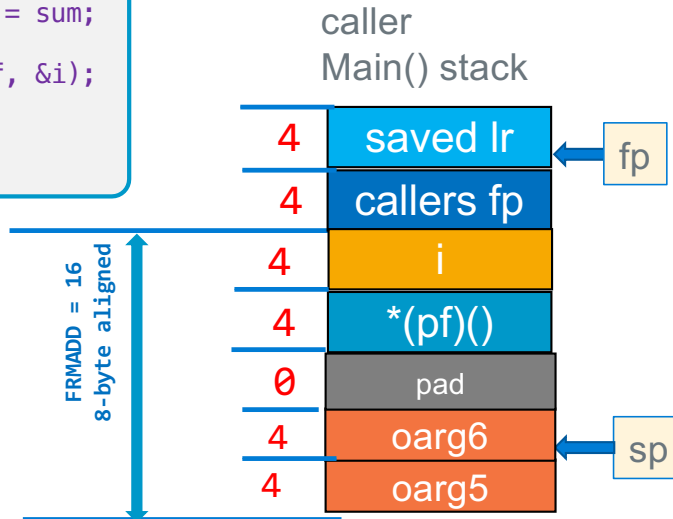 = sum;
f, &i);
caller
Main() stack
4 saved lr
fp
4 callers fp
4 i
4 *(pf)()
0 pad
4 oarg6
sp
4 oarg5
FRMADD = 16
8-byte aligned